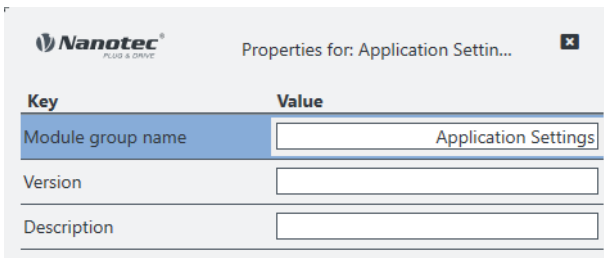 Nanotec®
PLUG & DRIVE
Properties for: Application Settin...
Key Value
Module group name Application Settings
Version
Description